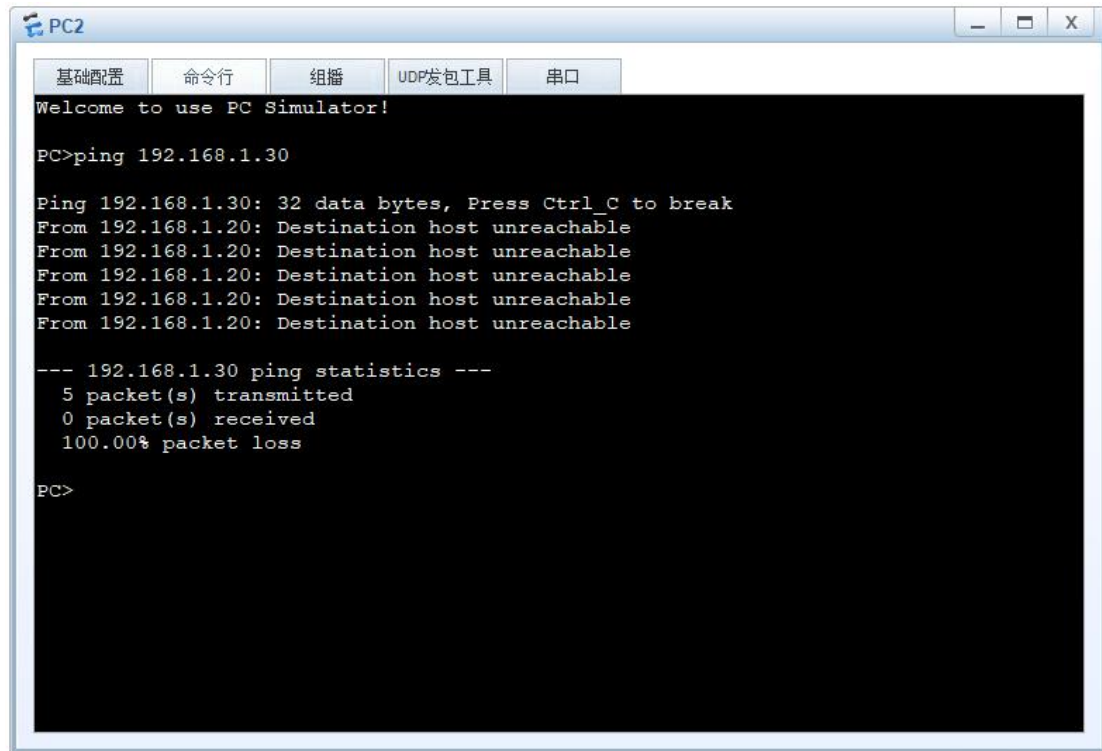 PC2
基础配置 命令行 组播 UDP发包工具 串口
Welcome to use PC Simulator!
PC>ping 192.168.1.30
Ping 192.168.1.30: 32 data bytes, Press Ctrl_C to break
From 192.168.1.20: Destination host unreachable
From 192.168.1.20: Destination host unreachable
From 192.168.1.20: Destination host unreachable
From 192.168.1.20: Destination host unreachable
From 192.168.1.20: Destination host unreachable
--- 192.168.1.30 ping statistics ---
5 packet(s) transmitted
0 packet(s) received
100.00% packet loss
PC>